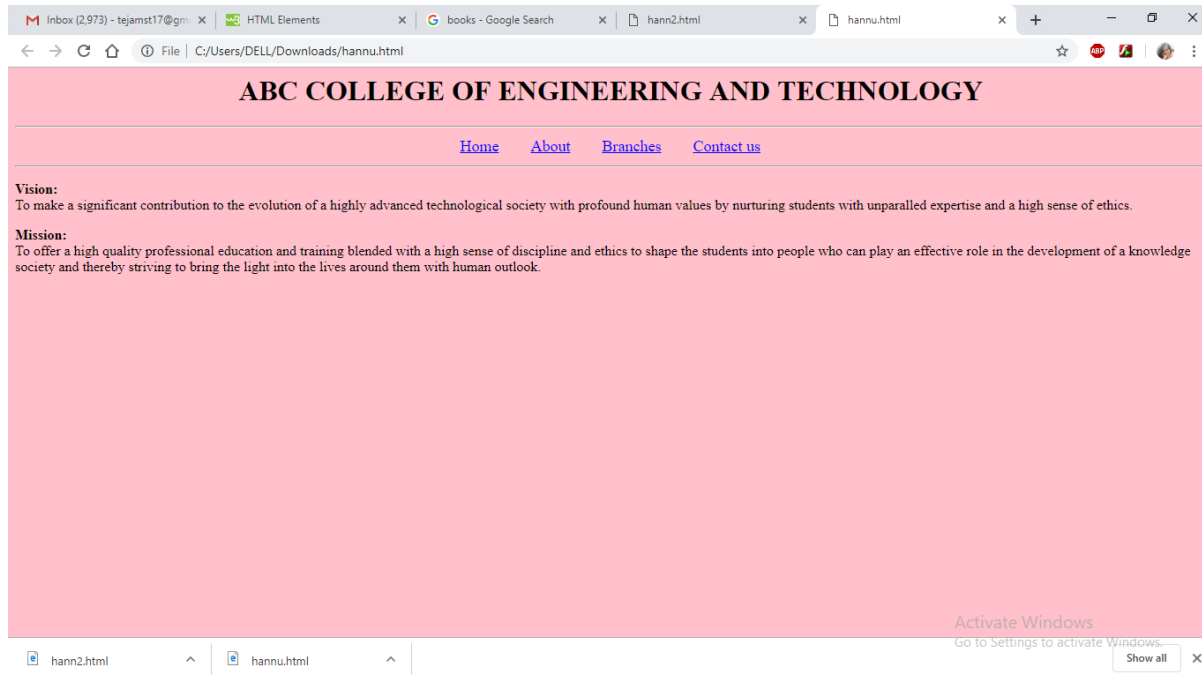 Inbox (2,973) - tejamst17@gm
HTML Elements
books - Google Search
hann2.html
hannu.html
File | C:/Users/DELL/Downloads/hannu.html
ABP
ABC COLLEGE OF ENGINEERING AND TECHNOLOGY
Home About Branches Contact us
Vision:
To make a significant contribution to the evolution of a highly advanced technological society with profound human values by nurturing students with unparalled expertise and a high sense of ethics.
Mission:
To offer a high quality professional education and training blended with a high sense of discipline and ethics to shape the students into people who can play an effective role in the development of a knowledge
society and thereby striving to bring the light into the lives around them with human outlook.
Activate Windows
Go to Settings to activate Windows.
hann2.html
hannu.html
Show all